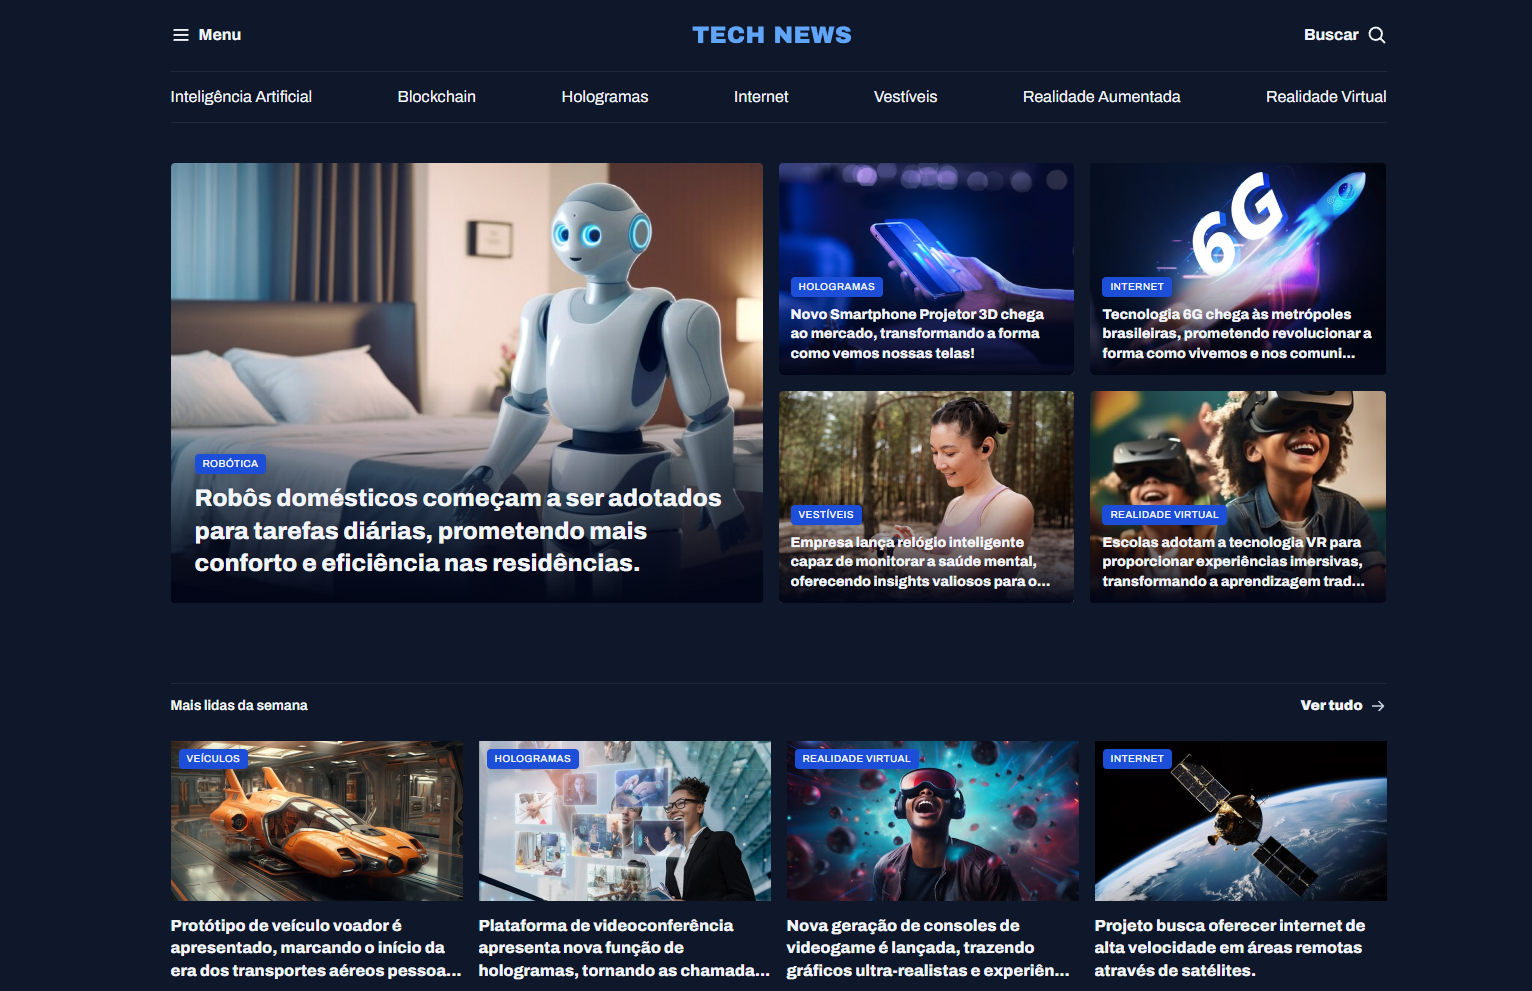 Menu
TECH NEWS
Buscar
Inteligência Artificial
Blockchain
Hologramas
Internet
Vestíveis
Realidade Aumentada
Realidade Virtual
ROBÓTICA
Robôs domésticos começam a ser adotados
para tarefas diárias, prometendo mais
conforto e eficiência nas residências.
HOLOGRAMAS
Novo Smartphone Projetor 3D chega
ao mercado, transformando a forma
como vemos nossas telas!
6G
INTERNET
Tecnologia 6G chega às metrópoles
brasileiras, prometendo revolucionar a
forma como vivemos e nos comuni...
VESTÍVEIS
Empresa lança relógio inteligente
capaz de monitorar a saúde mental,
oferecendo insights valiosos para o...
REALIDADE VIRTUAL
Escolas adotam a tecnologia VR para
proporcionar experiências imersivas,
transformando a aprendizagem trad...
Mais lidas da semana
Ver tudo
VEÍCULOS
Protótipo de veículo voador é
apresentado, marcando o início da
era dos transportes aéreos pessoa...
HOLOGRAMAS
Plataforma de videoconferência
apresenta nova função de
hologramas, tornando as chamada...
REALIDADE VIRTUAL
Nova geração de consoles de
videogame é lançada, trazendo
gráficos ultra-realistas e experiên...
INTERNET
Projeto busca oferecer internet de
alta velocidade em áreas remotas
através de satélites.